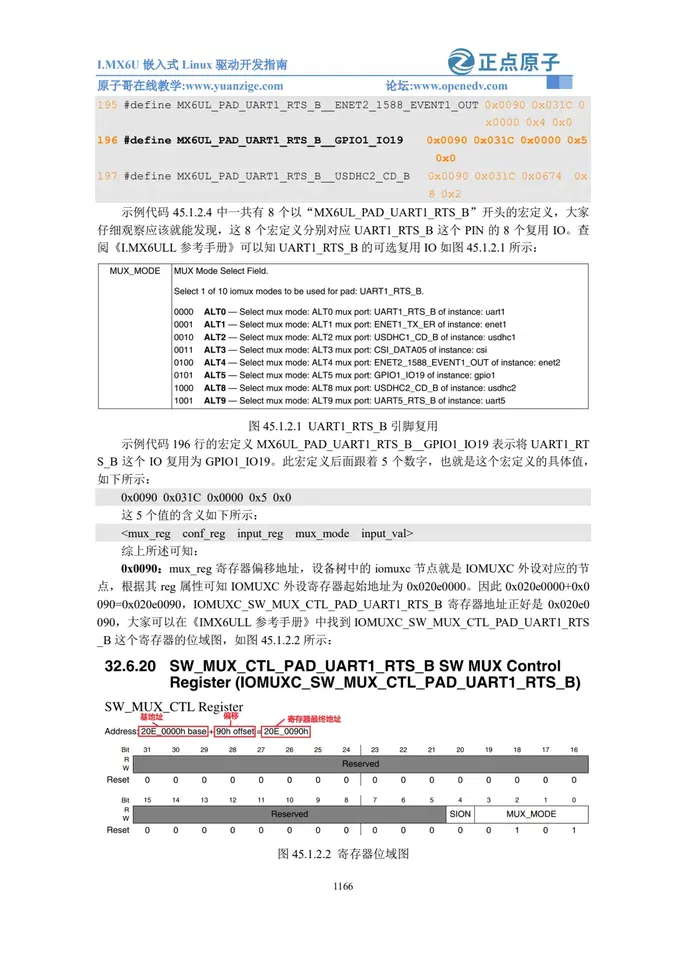 I.MX6U 嵌入式 Linux 驱动开发指南
正点原子
原子哥在线教学:www.yuanzige.com 论坛:www.openedv.com
195 #define MX6UL_PAD_UART1_RTS_B__ENET2_1588_EVENT1_OUT 0x0090 0x031C 0
x0000 0x4 0x0
196 #define MX6UL_PAD_UART1_RTS_B__GPIO1_IO19 0x0090 0x031C 0x0000 0x5
0x0
197 #define MX6UL_PAD_UART1_RTS_B__USDHC2_CD_B 0x0090 0x031C 0x0674 0x
8 0x2
示例代码 45.1.2.4 中一共有 8 个以“MX6UL_PAD_UART1_RTS_B”开头的宏定义，大家
仔细观察应该就能发现，这 8 个宏定义分别对应 UART1_RTS_B 这个 PIN 的 8 个复用 IO。查
阅《I.MX6ULL 参考手册》可以知 UART1_RTS_B 的可选复用 IO 如图 45.1.2.1 所示：
MUX_MODE MUX Mode Select Field.
Select 1 of 10 iomux modes to be used for pad: UART1_RTS_B.
0000 ALT0 — Select mux mode: ALT0 mux port: UART1_RTS_B of instance: uart1
0001 ALT1 — Select mux mode: ALT1 mux port: ENET1_TX_ER of instance: enet1
0010 ALT2 — Select mux mode: ALT2 mux port: USDHC1_CD_B of instance: usdhc1
0011 ALT3 — Select mux mode: ALT3 mux port: CSI_DATA05 of instance: csi
0100 ALT4 — Select mux mode: ALT4 mux port: ENET2_1588_EVENT1_OUT of instance: enet2
0101 ALT5 — Select mux mode: ALT5 mux port: GPIO1_IO19 of instance: gpio1
1000 ALT8 — Select mux mode: ALT8 mux port: USDHC2_CD_B of instance: usdhc2
1001 ALT9 — Select mux mode: ALT9 mux port: UART5_RTS_B of instance: uart5
图 45.1.2.1 UART1_RTS_B 引脚复用
示例代码 196 行的宏定义 MX6UL_PAD_UART1_RTS_B__GPIO1_IO19 表示将 UART1_RT
S_B 这个 IO 复用为 GPIO1_IO19。此宏定义后面跟着 5 个数字，也就是这个宏定义的具体值，
如下所示：
0x0090 0x031C 0x0000 0x5 0x0
这 5 个值的含义如下所示：
<mux_reg conf_reg input_reg mux_mode input_val>
综上所述可知：
0x0090：mux_reg 寄存器偏移地址，设备树中的 iomuxc 节点就是 IOMUXC 外设对应的节
点，根据其 reg 属性可知 IOMUXC 外设寄存器起始地址为 0x020e0000。因此 0x020e0000+0x0
090=0x020e0090，IOMUXC_SW_MUX_CTL_PAD_UART1_RTS_B 寄存器地址正好是 0x020e0
090，大家可以在《IMX6ULL 参考手册》中找到 IOMUXC_SW_MUX_CTL_PAD_UART1_RTS
_B 这个寄存器的位域图，如图 45.1.2.2 所示：
32.6.20 SW_MUX_CTL_PAD_UART1_RTS_B SW MUX Control
Register (IOMUXC_SW_MUX_CTL_PAD_UART1_RTS_B)
SW_MUX_CTL Register
基地址 偏移 寄存器最终地址
Address: 20E_0000h base + 90h offset = 20E_0090h
Bit 31 30 29 28 27 26 25 24 23 22 21 20 19 18 17 16
R
W
Reserved
Reset 0 0 0 0 0 0 0 0 0 0 0 0 0 0 0 0
Bit 15 14 13 12 11 10 9 8 7 6 5 4 3 2 1 0
R
W
Reserved SION MUX_MODE
Reset 0 0 0 0 0 0 0 0 0 0 0 0 0 1 0 1
图 45.1.2.2 寄存器位域图
1166